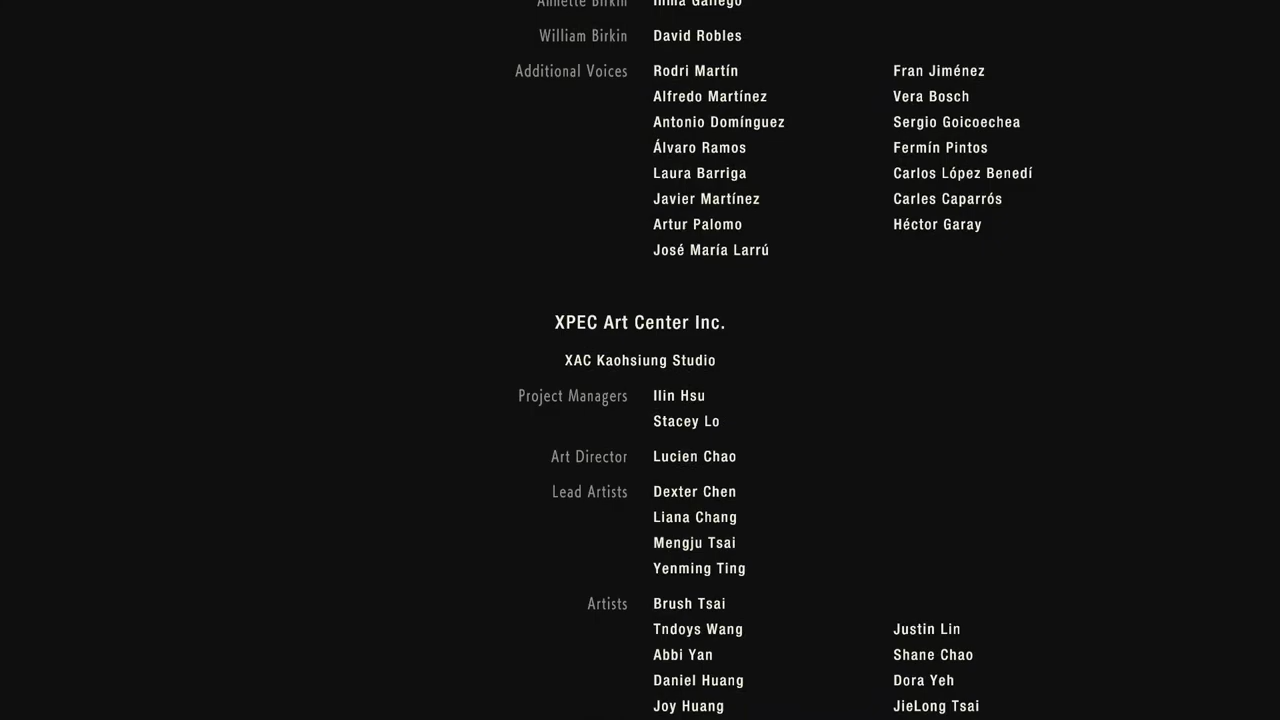 Annette Birkin Inma Gallego
William Birkin David Robles
Additional Voices Rodri Martín Fran Jiménez
Alfredo Martínez Vera Bosch
Antonio Domínguez Sergio Goicoechea
Álvaro Ramos Fermín Pintos
Laura Barriga Carlos López Benedí
Javier Martínez Carles Caparrós
Artur Palomo Héctor Garay
José María Larrú
XPEC Art Center Inc.
XAC Kaohsiung Studio
Project Managers Ilin Hsu
Stacey Lo
Art Director Lucien Chao
Lead Artists Dexter Chen
Liana Chang
Mengju Tsai
Yenming Ting
Artists Brush Tsai
Tndoys Wang Justin Lin
Abbi Yan Shane Chao
Daniel Huang Dora Yeh
Joy Huang JieLong Tsai